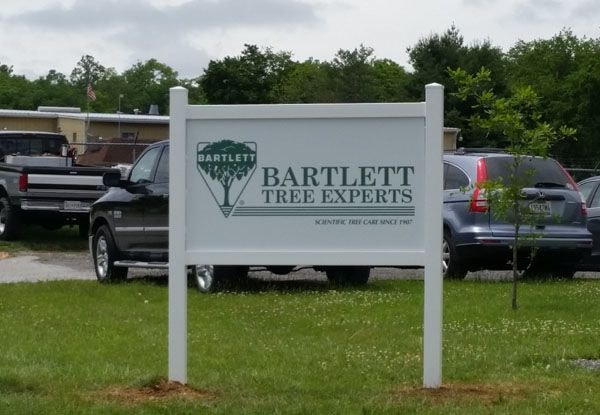 BARTLETT
BARTLETT
TREE EXPERTS
SCIENTIFIC TREE CARE SINCE 1907